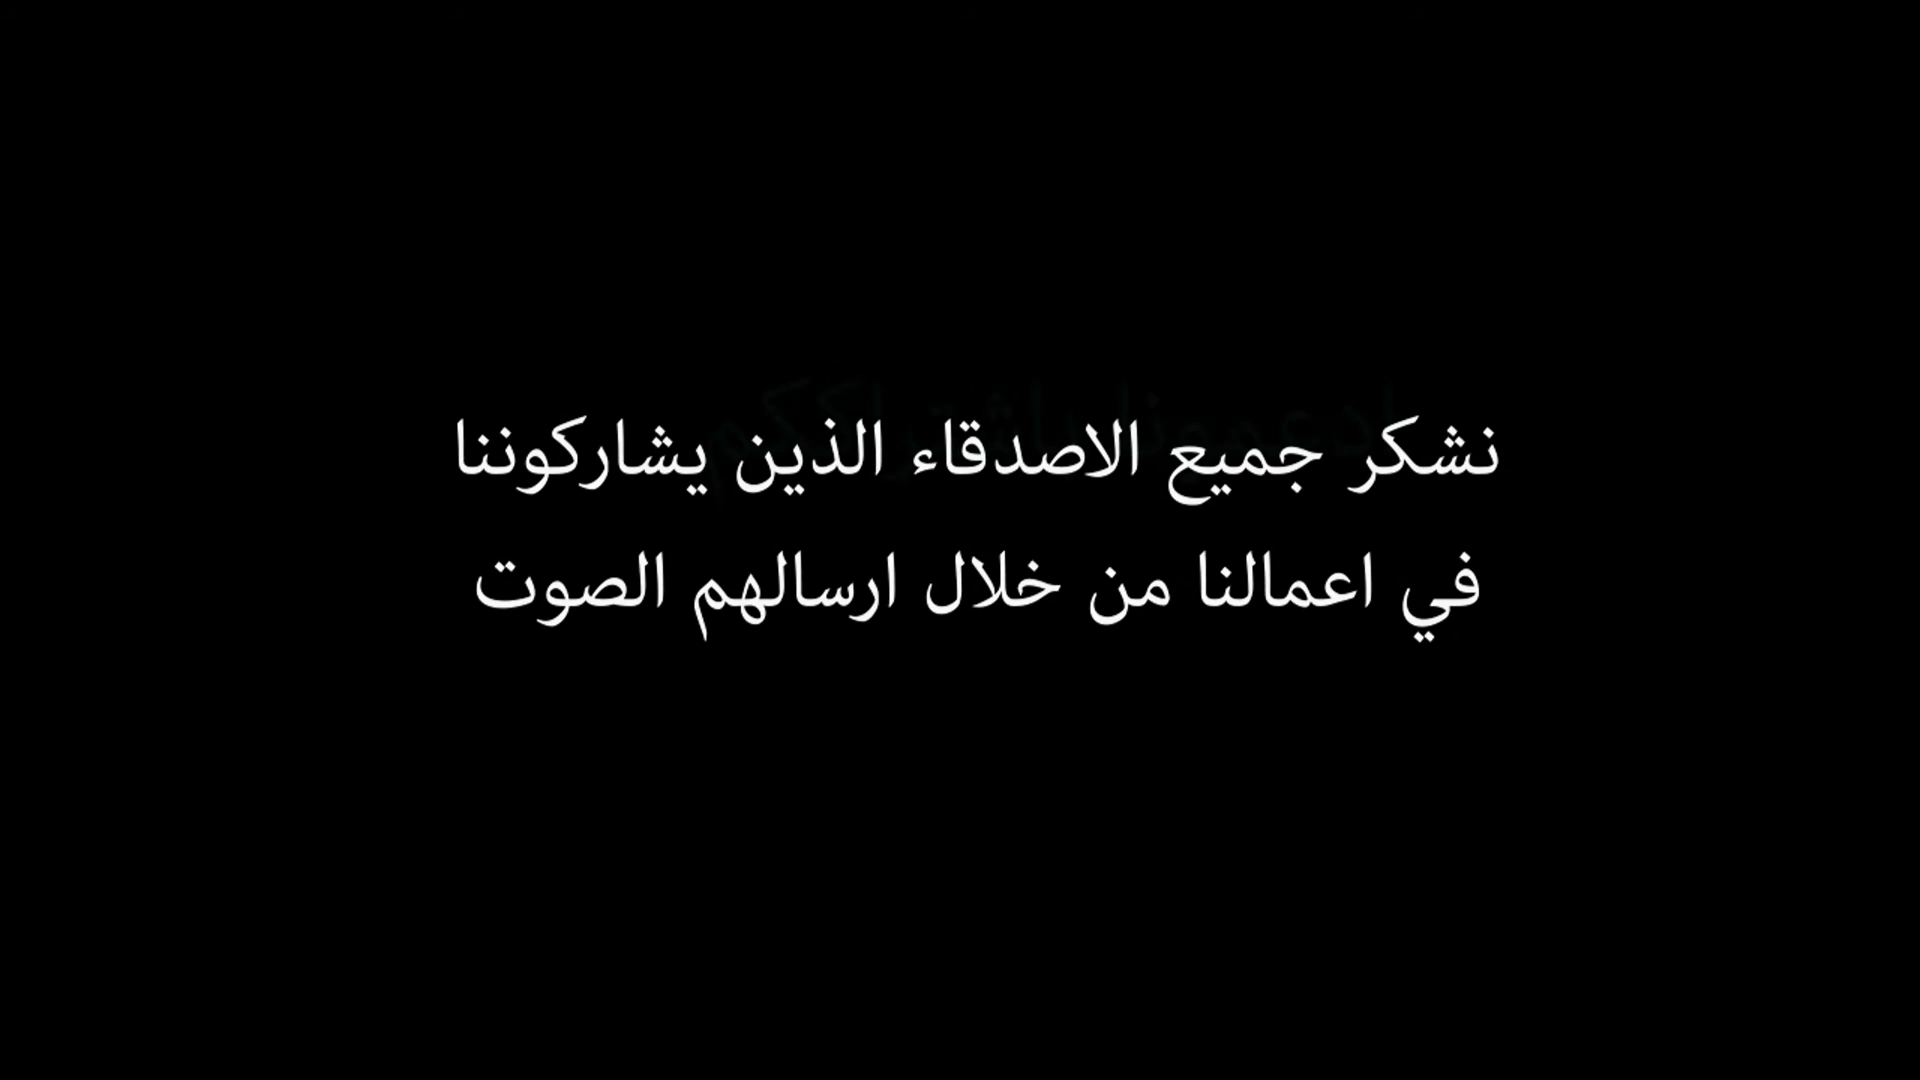 نشكر جميع الاصدقاء الذين يشاركوننا
في اعمالنا من خلال ارسالهم الصوت